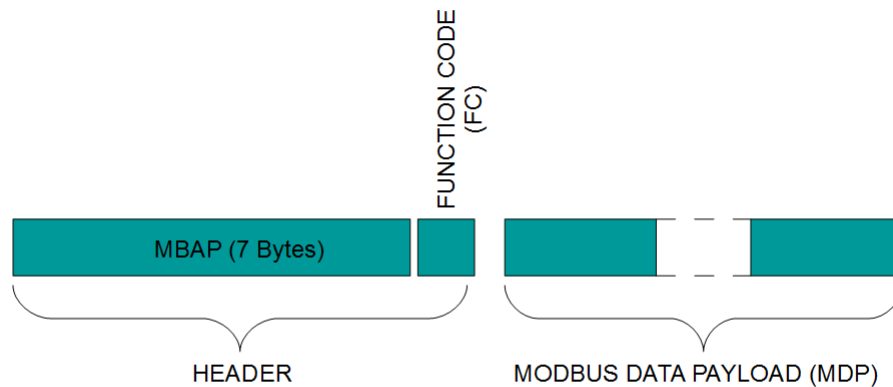 FUNCTION CODE
(FC)
MBAP (7 Bytes)
HEADER
MODBUS DATA PAYLOAD (MDP)